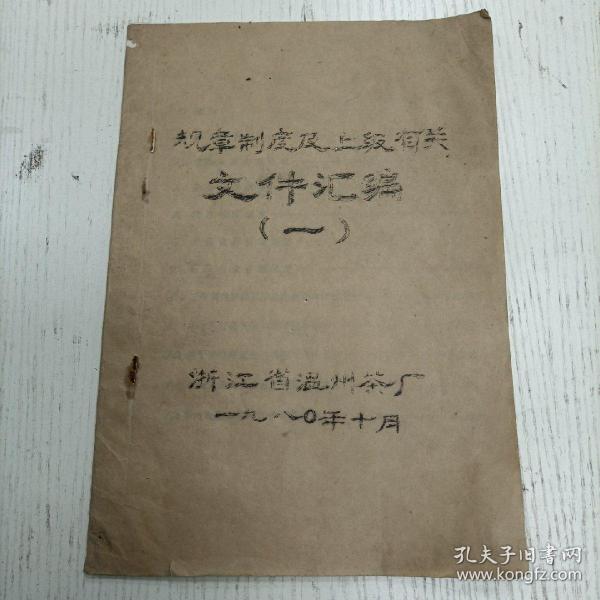 规章制度及上级有关
文件汇编
（一）
浙江省温州茶厂
一九八〇年十月
孔夫子旧书网
www.kongfz.com